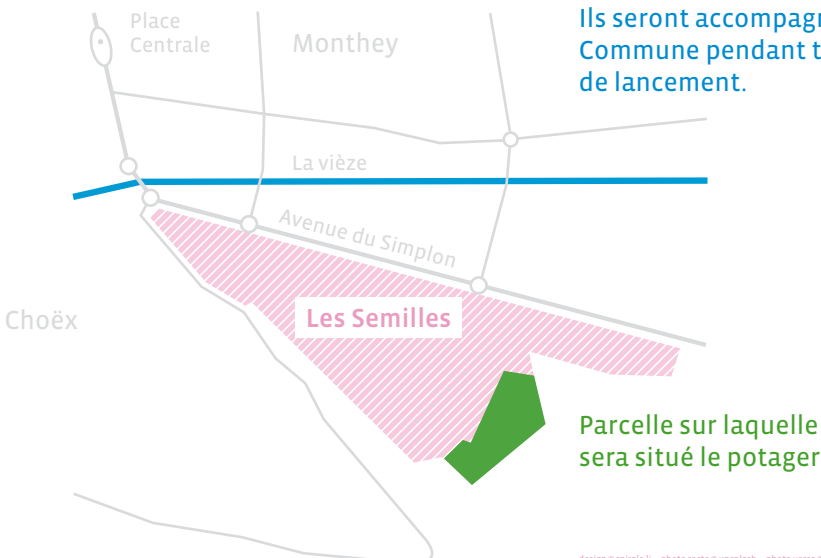 Place
Centrale
Monthey
Ils seront accompag
Commune pendant t
de lancement.
La vièze
Avenue du Simplon
Les Semilles
Choëx
Parcelle sur laquelle
sera situé le potager